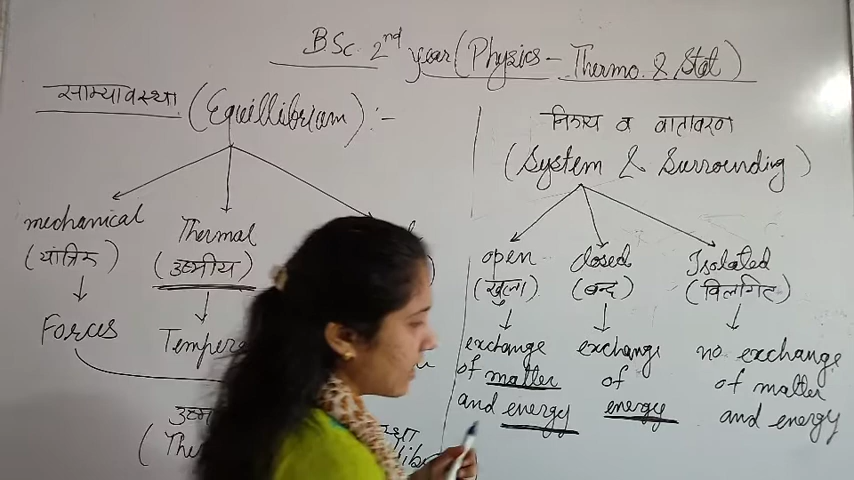 BSc. 2nd year (Physics - Thermo. & Stat)
साम्यावस्था (Equillibrium) :-
mechanical
(यांत्रिक)
Forces
Thermal
(उष्मीय)
निकाय व वातावरण
(System & Surrounding)
open
(खुला)
exchange
of matter
and energy
closed
(बन्द)
exchange
of
energy
Isolated
(विलगित)
no exchange
of matter
and energy